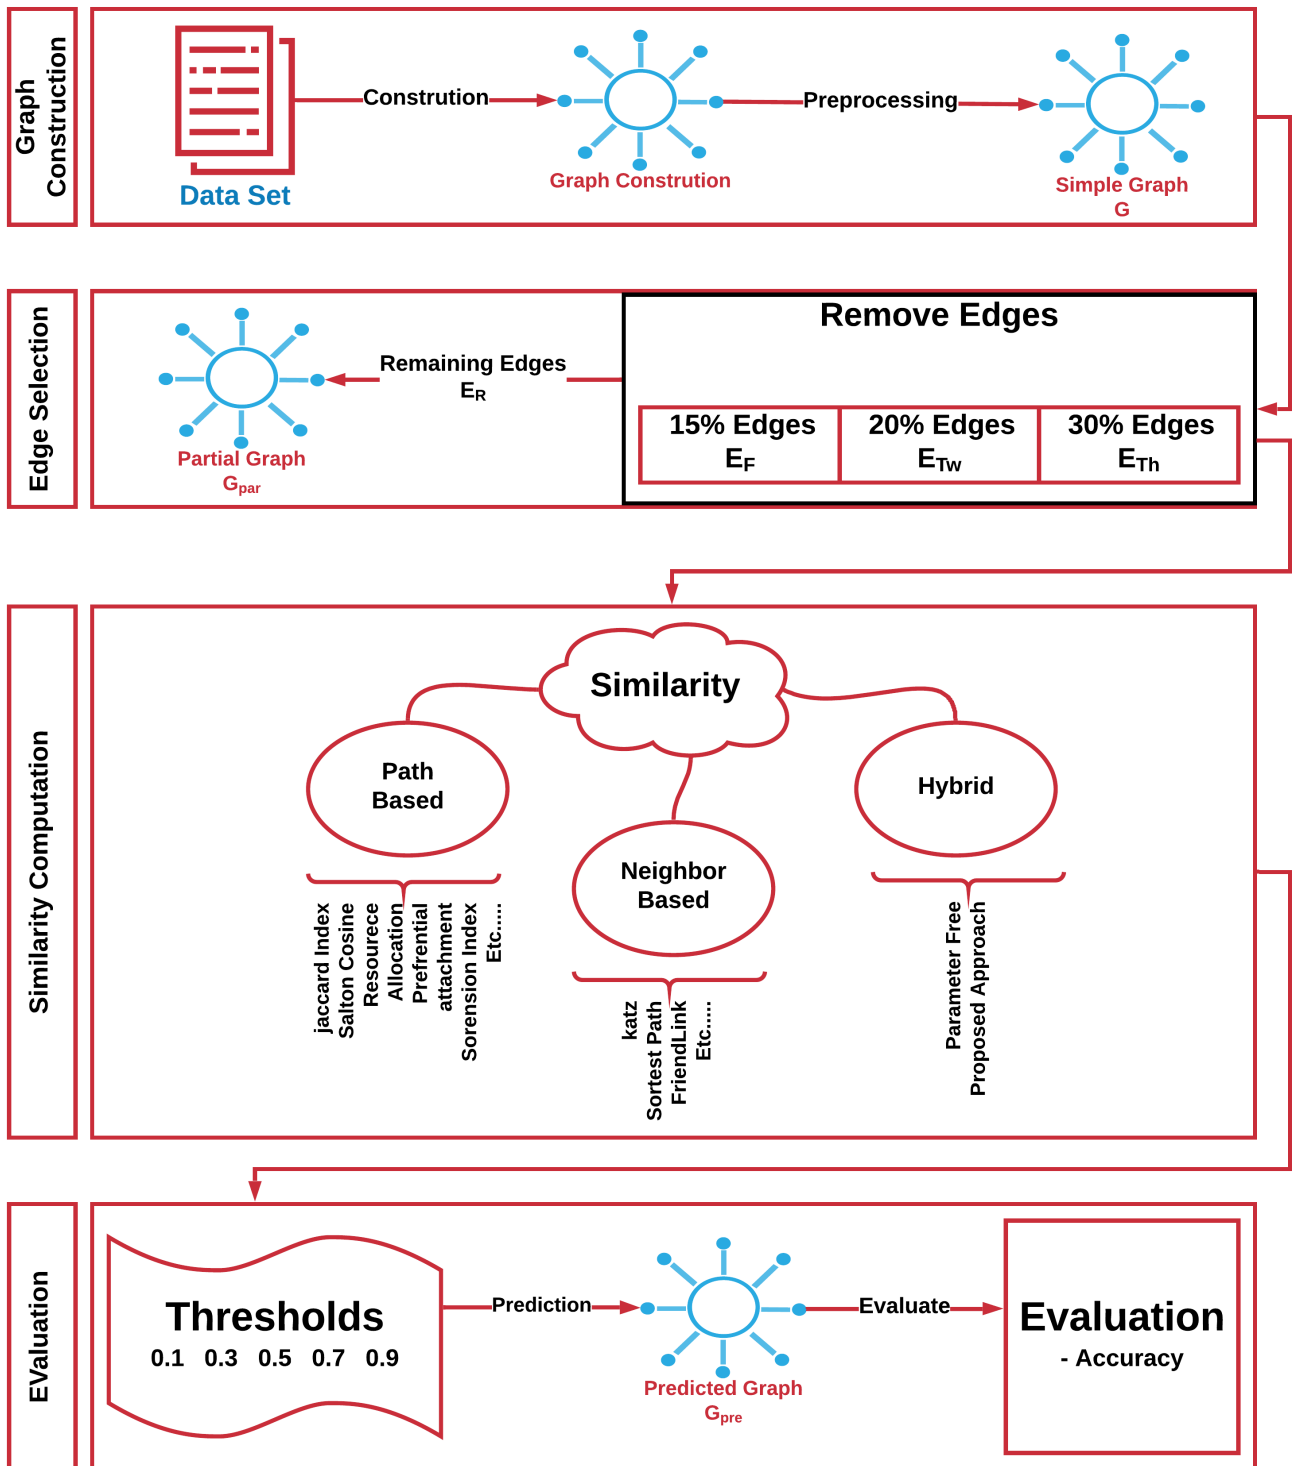 Graph
Construction
Constrution
Preprocessing
Data Set
Graph Constrution
Simple Graph
G
Edge Selection
Remove Edges
Remaining Edges
ER
15% Edges
EF
20% Edges
ETw
30% Edges
ETh
Partial Graph
Gpar
Similarity Computation
Similarity
Path
Based
Neighbor
Based
Hybrid
jaccard Index
Salton Cosine
Resourece
Allocation
Prefrential
attachment
Sorension Index
Etc.....
katz
Sortest Path
FriendLink
Etc.....
Parameter Free
Proposed Approach
EValuation
Thresholds
0.1 0.3 0.5 0.7 0.9
Prediction
Predicted Graph
Gpre
Evaluate
Evaluation
- Accuracy